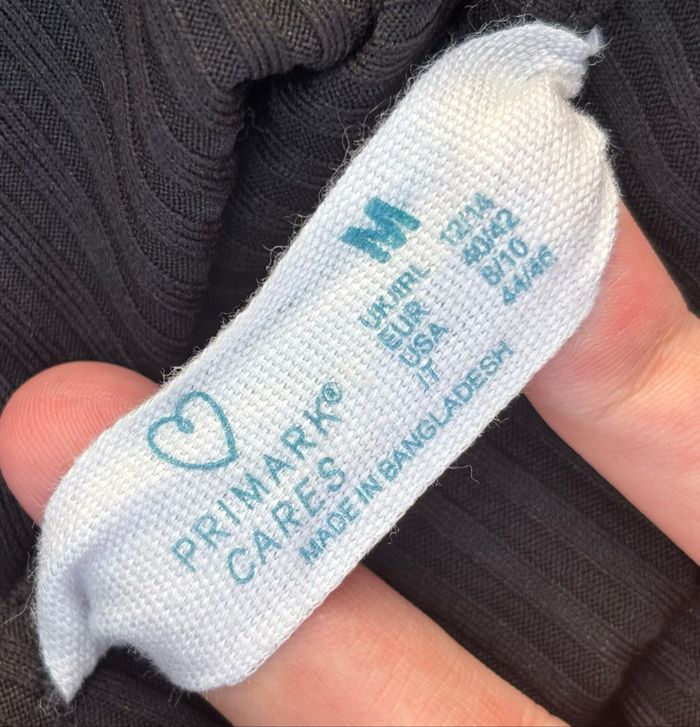 M
UK/IRL 12/14
EUR 40/42
USA 8/10
IT 44/46
PRIMARK®
CARES
MADE IN BANGLADESH